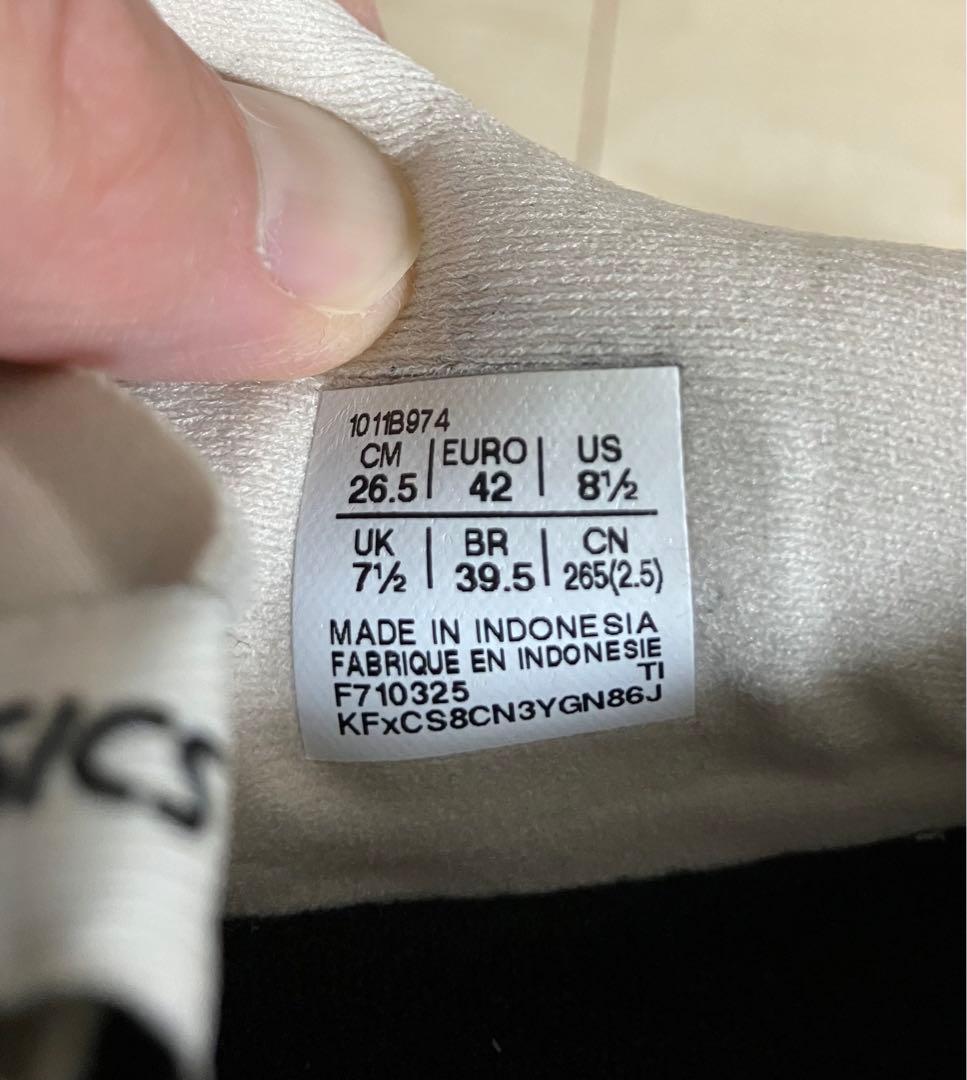 1011B974
CM | EURO | US
26.5 | 42 | 8½
UK | BR | CN
7½ | 39.5 | 265(2.5)
MADE IN INDONESIA
FABRIQUE EN INDONESIE
TI
F710325
KFxCS8CN3YGN86J
SICS